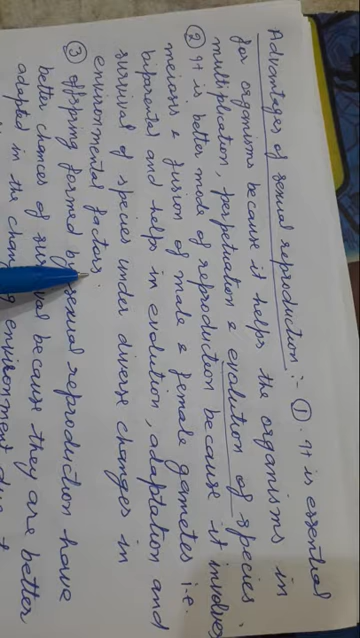 Advantages of sexual reproduction :- ① It is essential
for organisms because it helps the organisms in
multiplication, perpetuation & evolution of species
② It is better mode of reproduction because it involves
meiosis & fusion of male & female gametes i.e.
biparental and helps in evolution, adaptation and
survival of species under diverse changes in
environmental factors.
③ Offspring formed by sexual reproduction have
better chances of survival because they are better
adapted in the changing environment due